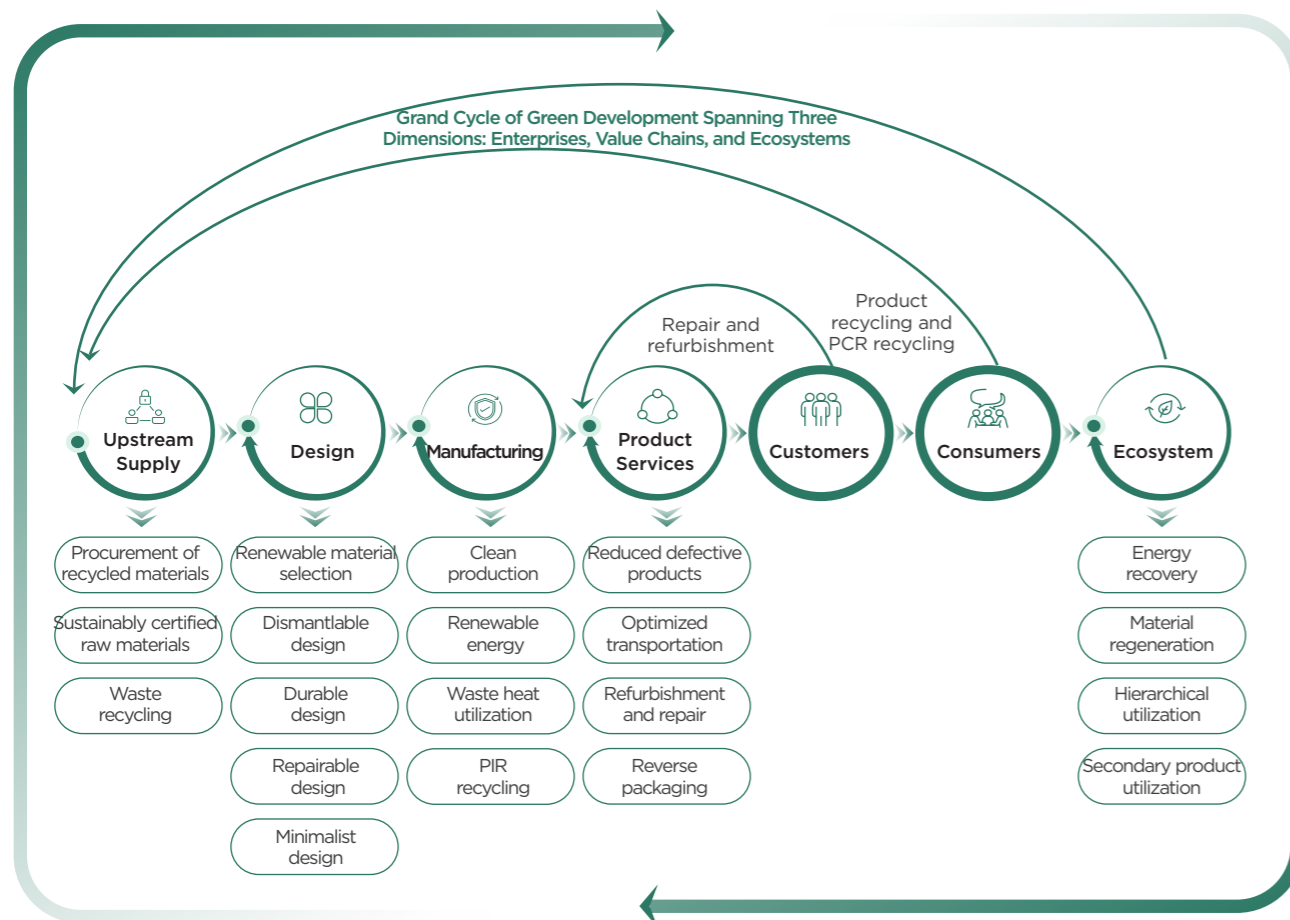 Grand Cycle of Green Development Spanning Three
Dimensions: Enterprises, Value Chains, and Ecosystems
Repair and
refurbishment
Product
recycling and
PCR recycling
Upstream
Supply
Design
Manufacturing
Product
Services
Customers
Consumers
Ecosystem
Procurement of
recycled materials
Sustainably certified
raw materials
Waste
recycling
Renewable material
selection
Dismantlable
design
Durable
design
Repairable
design
Minimalist
design
Clean
production
Renewable
energy
Waste heat
utilization
PIR
recycling
Reduced defective
products
Optimized
transportation
Refurbishment
and repair
Reverse
packaging
Energy
recovery
Material
regeneration
Hierarchical
utilization
Secondary product
utilization